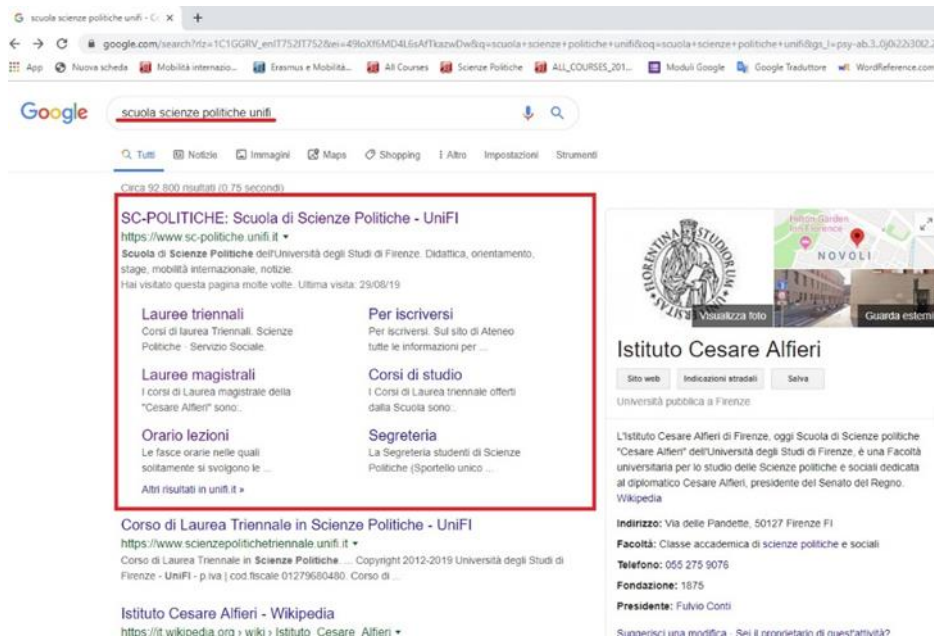 scuola scienze politiche unifi - Ce
google.com/search?rlz=1C1GGRV_enIT752IT752&ei=49loXf6MD4L6sAfTkazwDw&q=scuola+scienze+politiche+unifi&oq=scuola+scienze+politiche+unifi&gs_l=psy-ab.3..0j0i22i30l2.2
App Nuova scheda Mobilità internazio... Erasmus e Mobilità... All Courses Scienze Politiche ALL_COURSES_201... Moduli Google Google Traduttore WordReference.com
Google scuola scienze politiche unifi
Tutti Notizie Immagini Maps Shopping Altro Impostazioni Strumenti
Circa 92.800 risultati (0,75 secondi)
SC-POLITICHE: Scuola di Scienze Politiche - UniFI
https://www.sc-politiche.unifi.it
Scuola di Scienze Politiche dell'Università degli Studi di Firenze. Didattica, orientamento,
stage, mobilità internazionale, notizie.
Hai visitato questa pagina molte volte. Ultima visita: 29/08/19
Lauree triennali
Corsi di laurea Triennali. Scienze
Politiche · Servizio Sociale.
Per iscriversi
Per iscriversi. Sul sito di Ateneo
tutte le informazioni per ...
Lauree magistrali
I corsi di Laurea magistrale della
"Cesare Alfieri" sono:.
Corsi di studio
I Corsi di Laurea triennale offerti
dalla Scuola sono:.
Orario lezioni
Le fasce orarie nelle quali
solitamente si svolgono le ...
Segreteria
La Segreteria studenti di Scienze
Politiche (Sportello unico ...
Altri risultati in unifi.it »
Corso di Laurea Triennale in Scienze Politiche - UniFI
https://www.scienzepolitichetriennale.unifi.it
Corso di Laurea Triennale in Scienze Politiche. ... Copyright 2012-2019 Università degli Studi di
Firenze - UniFI - p.iva | cod.fiscale 01279680480. Corso di ...
Istituto Cesare Alfieri - Wikipedia
https://it.wikipedia.org › wiki › Istituto_Cesare_Alfieri
FLORENTINA STUDIORUM
Hilton Garden
Inn Florence
NOVOLI
Visualizza foto
Guarda esterni
Istituto Cesare Alfieri
Sito web Indicazioni stradali Salva
Università pubblica a Firenze
L'Istituto Cesare Alfieri di Firenze, oggi Scuola di Scienze politiche
"Cesare Alfieri" dell'Università degli Studi di Firenze, è una Facoltà
universitaria per lo studio delle Scienze politiche e sociali dedicata
al diplomatico Cesare Alfieri, presidente del Senato del Regno.
Wikipedia
Indirizzo: Via delle Pandette, 50127 Firenze FI
Facoltà: Classe accademica di scienze politiche e sociali
Telefono: 055 275 9076
Fondazione: 1875
Presidente: Fulvio Conti
Suggerisci una modifica · Sei il proprietario di quest'attività?